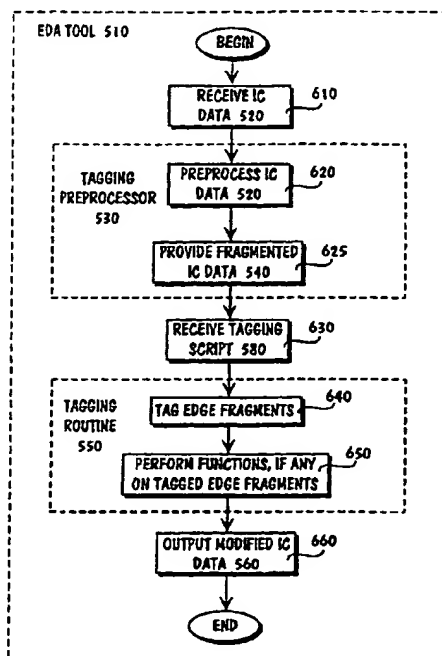 EDA TOOL 510
BEGIN
RECEIVE IC
DATA 520
610
TAGGING
PREPROCESSOR
530
PREPROCESS IC
DATA 520
620
PROVIDE FRAGMENTED
IC DATA 540
625
RECEIVE TAGGING
SCRIPT 580
630
TAGGING
ROUTINE
550
TAG EDGE FRAGMENTS
640
PERFORM FUNCTIONS, IF ANY
ON TAGGED EDGE FRAGMENTS
650
OUTPUT MODIFIED IC
DATA 560
660
END